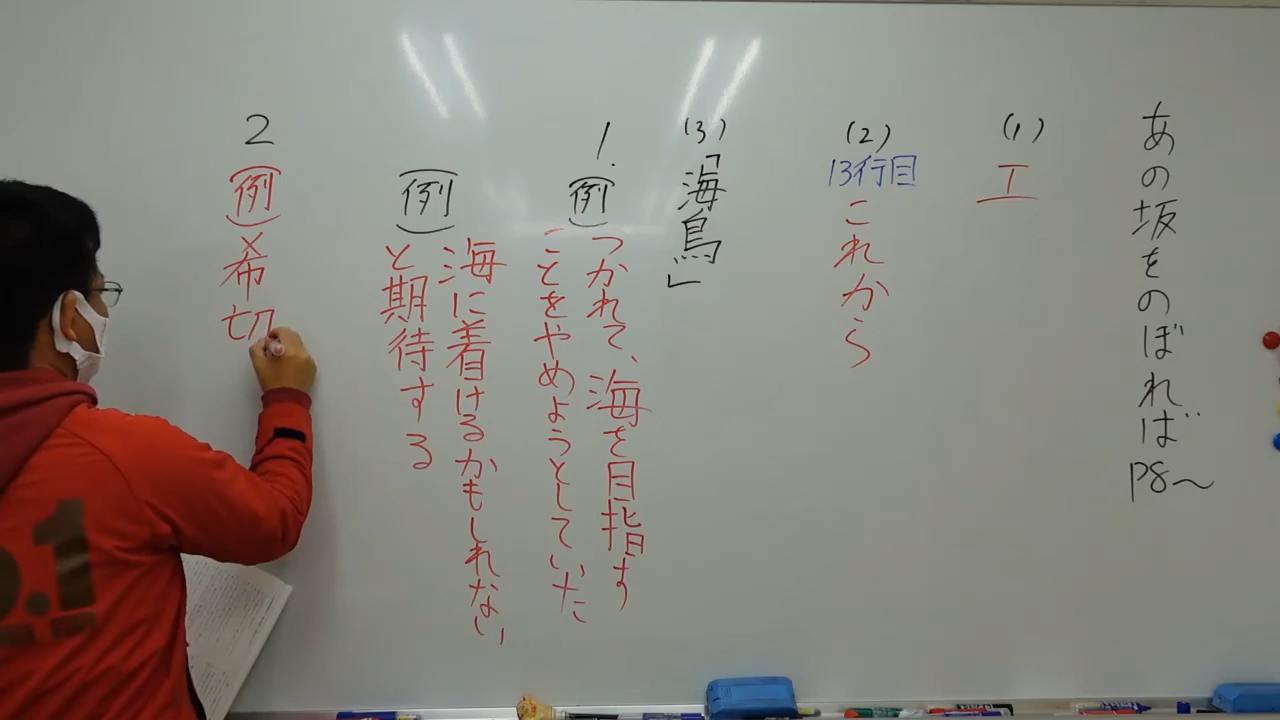 あの坂をのぼれば P8〜
(1)
エ
(2)
13行目
これから
(3)「海鳥」
1.
(例)つかれて、海を目指す
ことをやめようとしていた
(例)海に着けるかもしれない
と期待する
2
(例)×希
切
.1